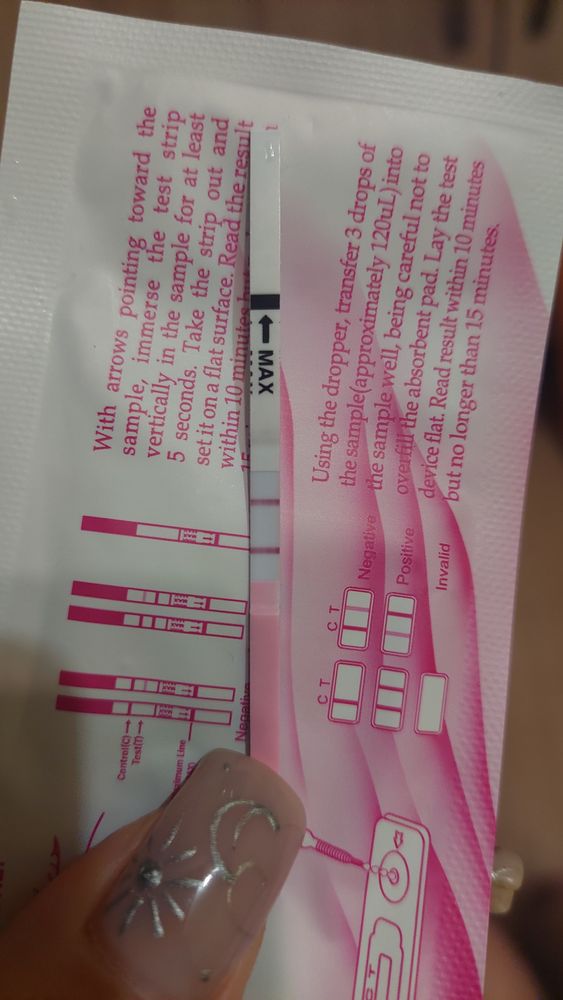 With arrows pointing toward the
sample, immerse the test strip
vertically in the sample for at least
5 seconds. Take the strip out and
set it on a flat surface. Read the result
within 10 minutes
MAX
Using the dropper, transfer 3 drops of
the sample(approximately 120uL) into
the sample well, being careful not to
overfill the absorbent pad. Lay the test
device flat. Read result within 10 minutes
but no longer than 15 minutes.
Control(C)
Test(T)
Line
Negative
C T
C T
Negative
Positive
Invalid
C T